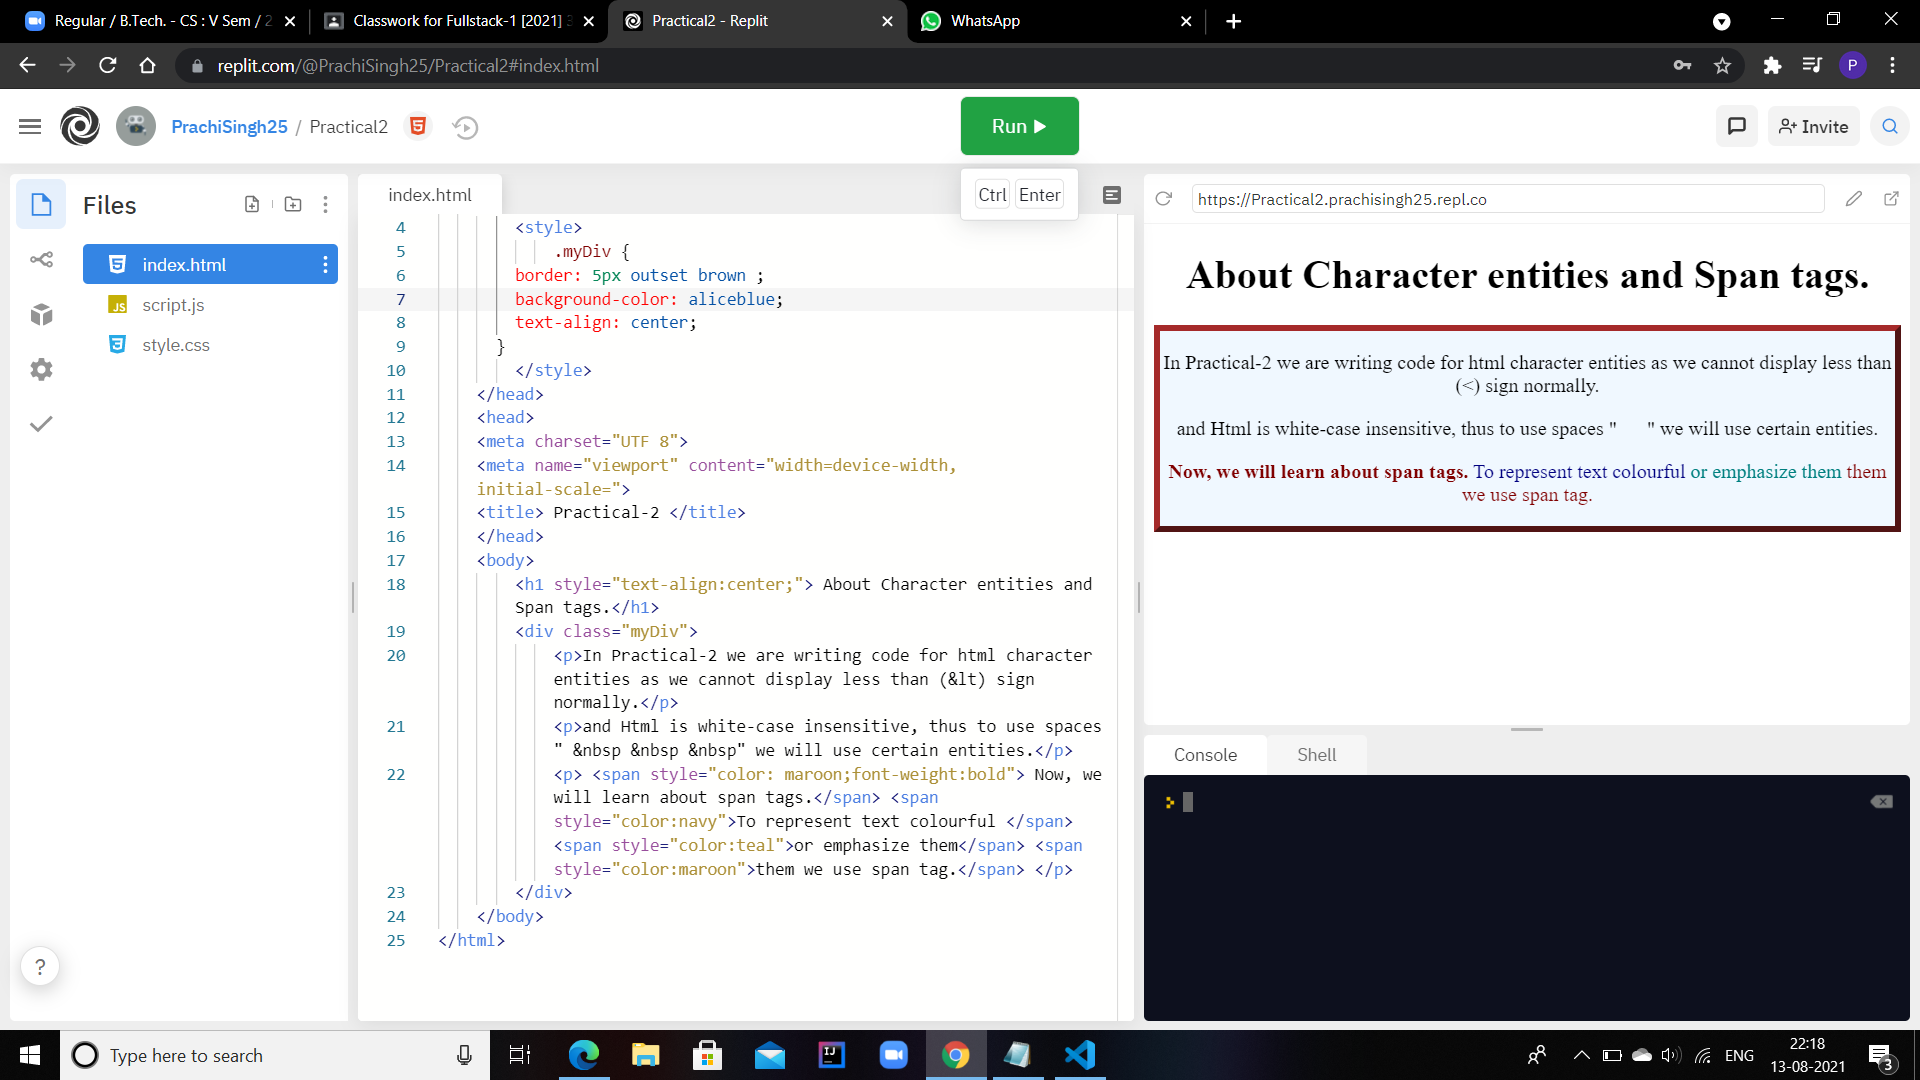 Regular / B.Tech. - CS : V Sem / 2
Classwork for Fullstack-1 [2021] 3
Practical2 - Replit
WhatsApp
replit.com/@PrachiSingh25/Practical2#index.html
P
PrachiSingh25 / Practical2
Run
Invite
Ctrl Enter
Files
index.html
script.js
style.css
index.html
4 <style>
5 .myDiv {
6 border: 5px outset brown ;
7 background-color: aliceblue;
8 text-align: center;
9 }
10 </style>
11 </head>
12 <head>
13 <meta charset="UTF 8">
14 <meta name="viewport" content="width=device-width,
initial-scale=">
15 <title> Practical-2 </title>
16 </head>
17 <body>
18 <h1 style="text-align:center;"> About Character entities and
Span tags.</h1>
19 <div class="myDiv">
20 <p>In Practical-2 we are writing code for html character
entities as we cannot display less than (&lt) sign
normally.</p>
21 <p>and Html is white-case insensitive, thus to use spaces
" &nbsp &nbsp &nbsp" we will use certain entities.</p>
22 <p> <span style="color: maroon;font-weight:bold"> Now, we
will learn about span tags.</span> <span
style="color:navy">To represent text colourful </span>
<span style="color:teal">or emphasize them</span> <span
style="color:maroon">them we use span tag.</span> </p>
23 </div>
24 </body>
25 </html>
https://Practical2.prachisingh25.repl.co
About Character entities and Span tags.
In Practical-2 we are writing code for html character entities as we cannot display less than
(<) sign normally.
and Html is white-case insensitive, thus to use spaces "      " we will use certain entities.
Now, we will learn about span tags. To represent text colourful or emphasize them them
we use span tag.
Console
Shell
?
Type here to search
IJ
ENG
22:18
13-08-2021
3